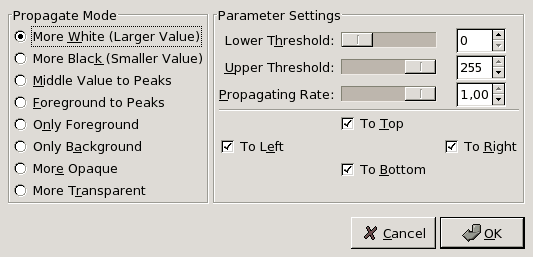 Propagate Mode
More White (Larger Value)
More Black (Smaller Value)
Middle Value to Peaks
Foreground to Peaks
Only Foreground
Only Background
More Opaque
More Transparent
Parameter Settings
Lower Threshold: 0
Upper Threshold: 255
Propagating Rate: 1,00
To Top
To Left
To Right
To Bottom
Cancel
OK